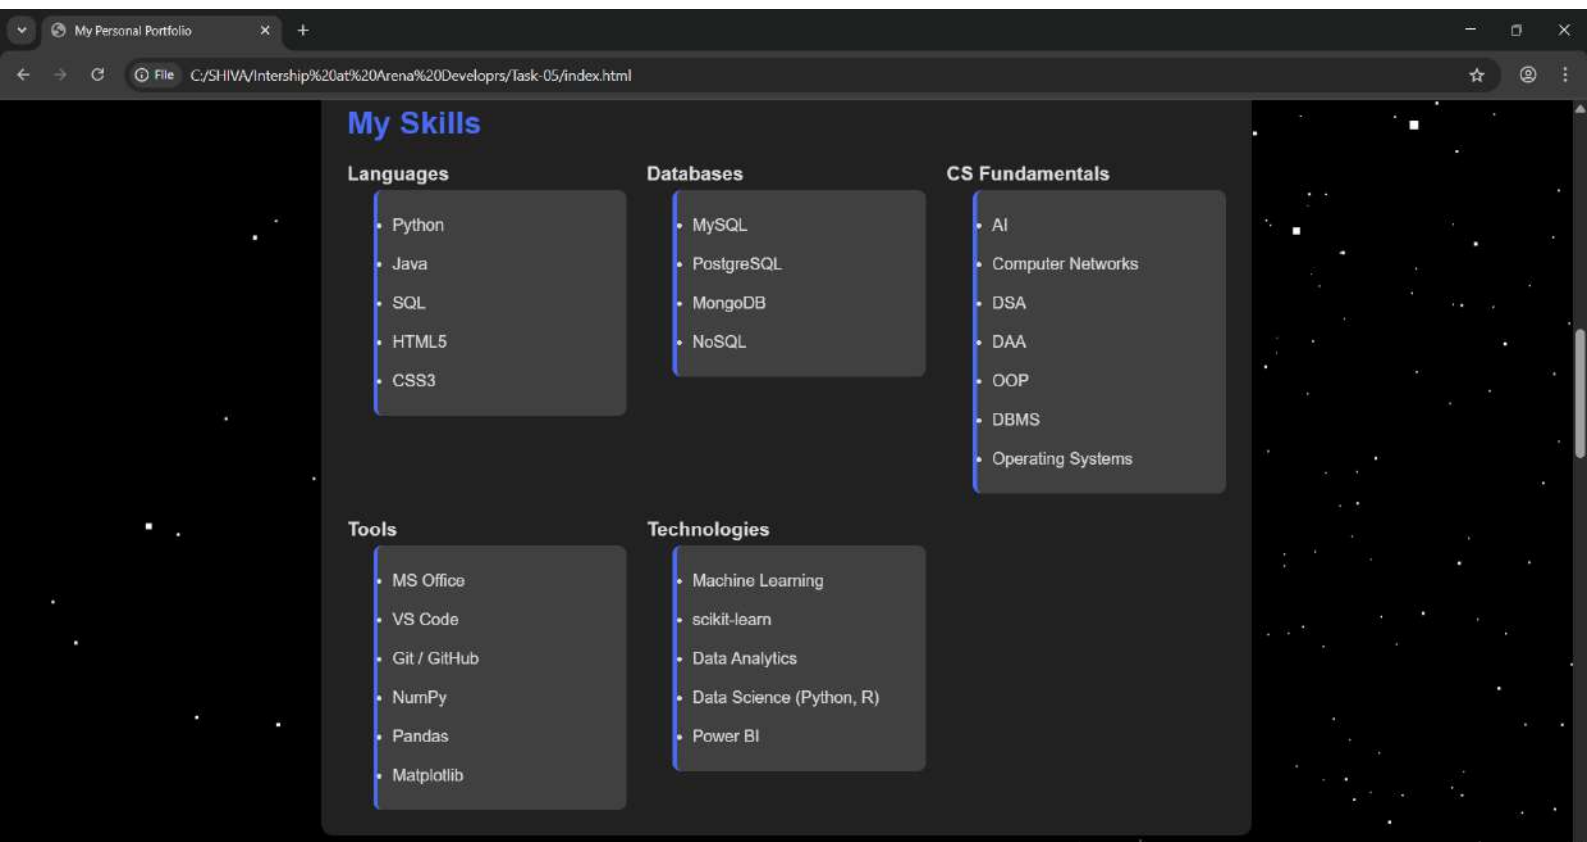 My Personal Portfolio
File C:/SHIVA/Intership%20at%20Arena%20Developrs/Task-05/index.html
My Skills
Languages
Python
Java
SQL
HTML5
CSS3
Databases
MySQL
PostgreSQL
MongoDB
NoSQL
CS Fundamentals
AI
Computer Networks
DSA
DAA
OOP
DBMS
Operating Systems
Tools
MS Office
VS Code
Git / GitHub
NumPy
Pandas
Matplotlib
Technologies
Machine Learning
scikit-learn
Data Analytics
Data Science (Python, R)
Power BI